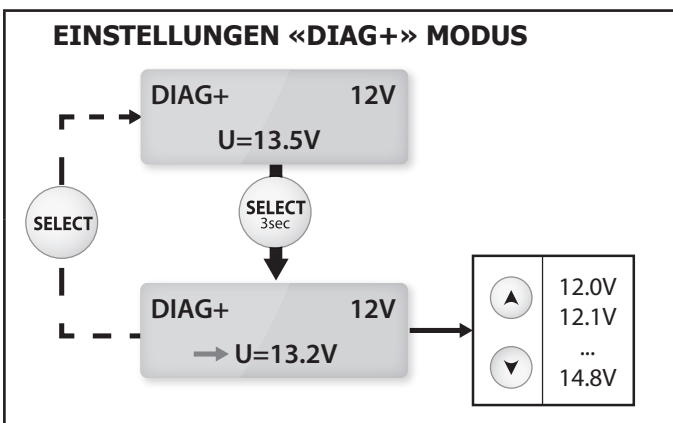 EINSTELLUNGEN «DIAG+» MODUS
DIAG+ 12V
U=13.5V
SELECT
SELECT
3sec
DIAG+ 12V
U=13.2V
12.0V
12.1V
...
14.8V